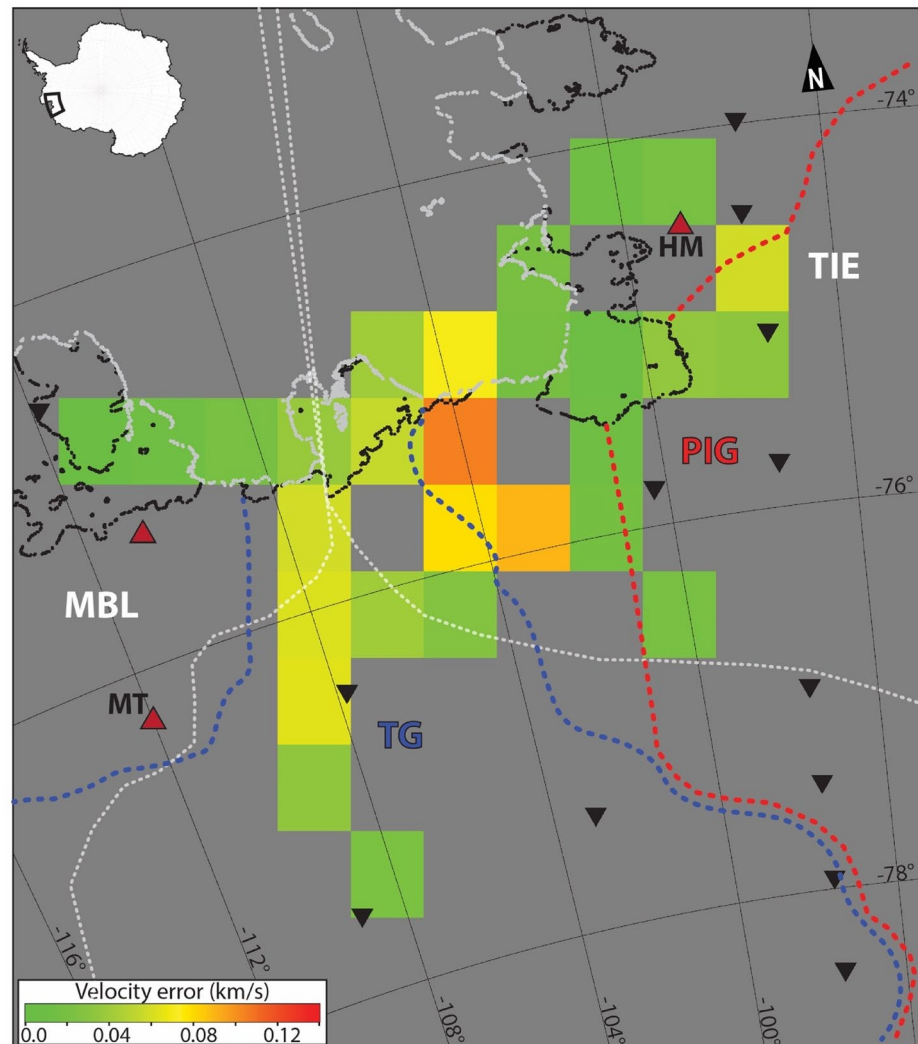 N
-74°
HM
TIE
PIG
-76°
MBL
MT
TG
-78°
-116°
-112°
-108°
-104°
-100°
Velocity error (km/s)
0.0 0.04 0.08 0.12